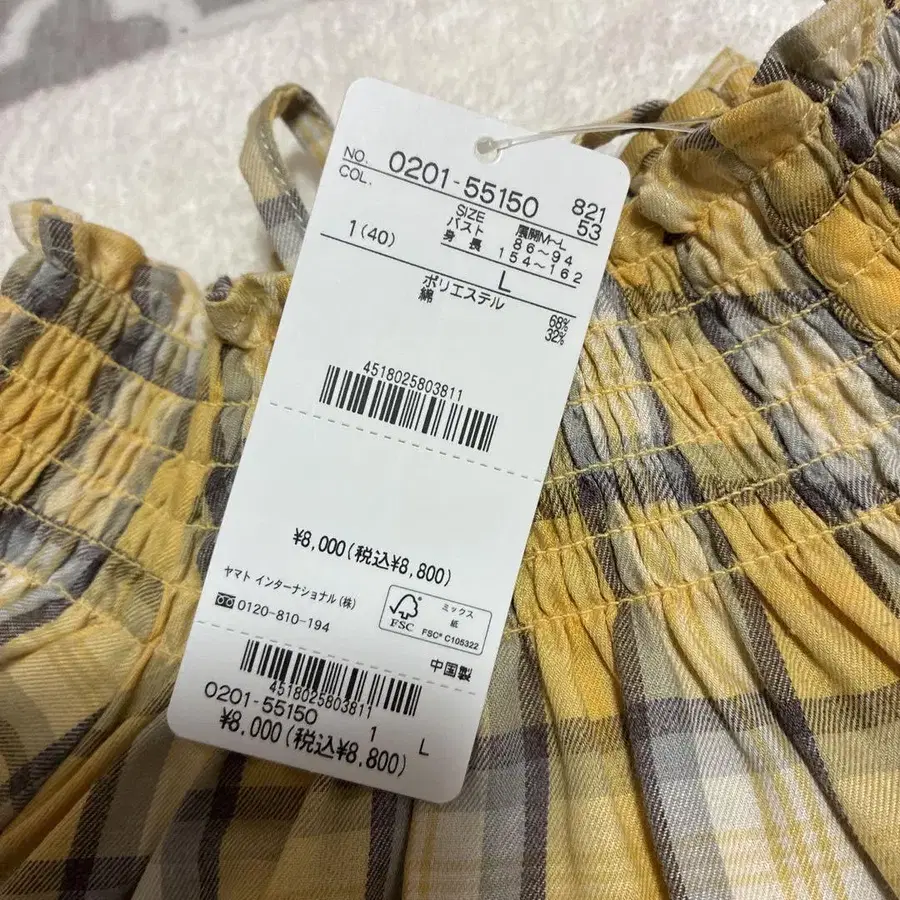 NO. 0201-55150 821
COL. 53
1(40)
SIZE 展開M~L
バスト 86~94
身長 154~162
L
ポリエステル 68%
綿 32%
4518025803811
¥8,000(税込¥8,800)
ヤマト インターナショナル(株)
0120-810-194
FSC
ミックス
紙
FSC® C105322
中国製
4518025803811
0201-55150
1 L
¥8,000(税込¥8,800)